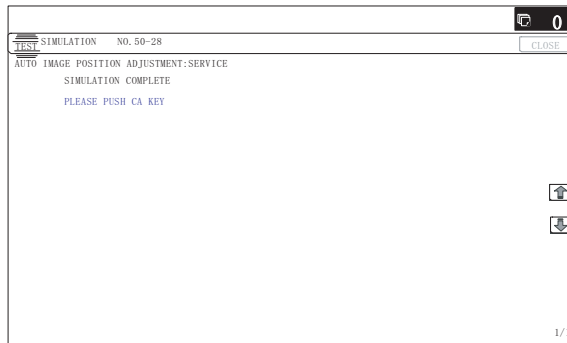 0
TEST SIMULATION NO.50-28
CLOSE
AUTO IMAGE POSITION ADJUSTMENT:SERVICE
SIMULATION COMPLETE
PLEASE PUSH CA KEY
1/